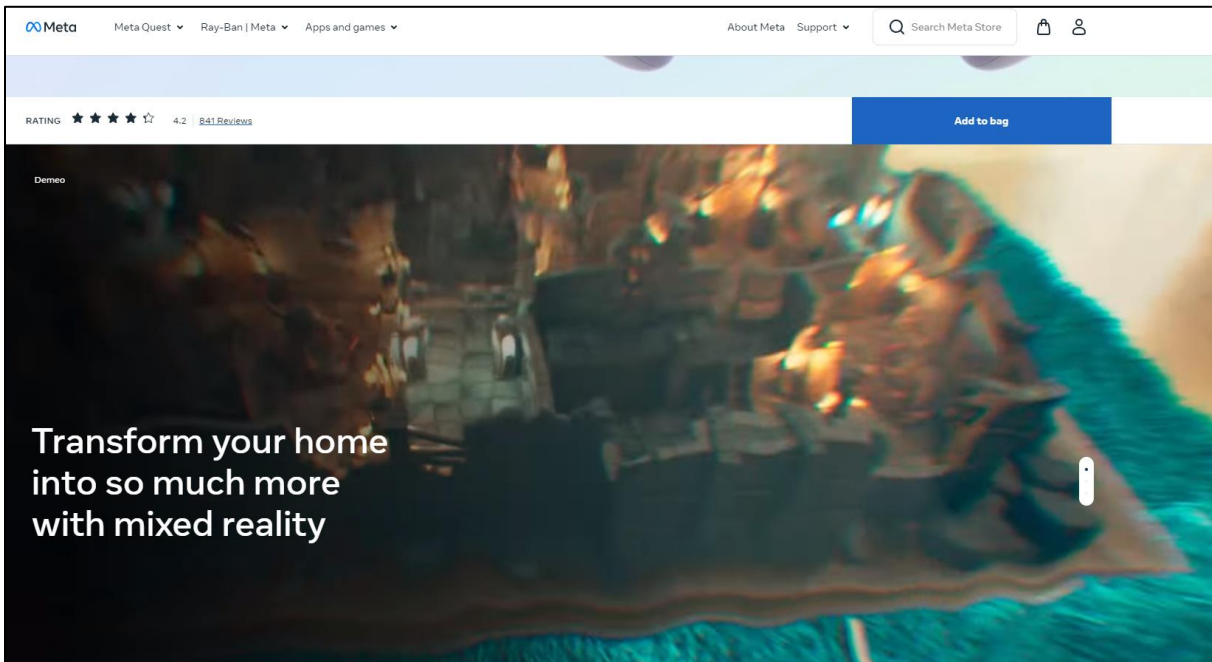 Meta Meta Quest Ray-Ban | Meta Apps and games About Meta Support Search Meta Store
RATING 4.2 841 Reviews Add to bag
Demeo
Transform your home
into so much more
with mixed reality